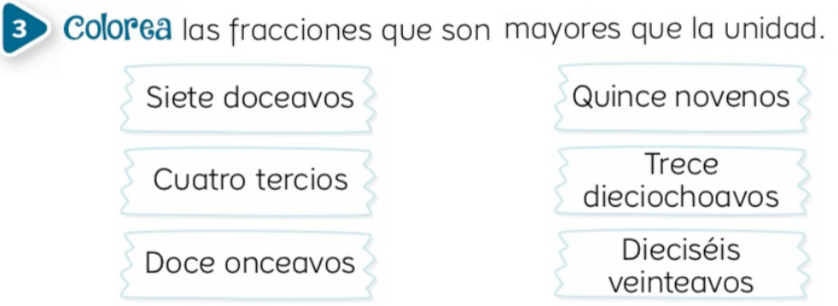 3 Colorea las fracciones que son mayores que la unidad.
Siete doceavos
Quince novenos
Cuatro tercios
Trece
dieciochoavos
Doce onceavos
Dieciséis
veinteavos